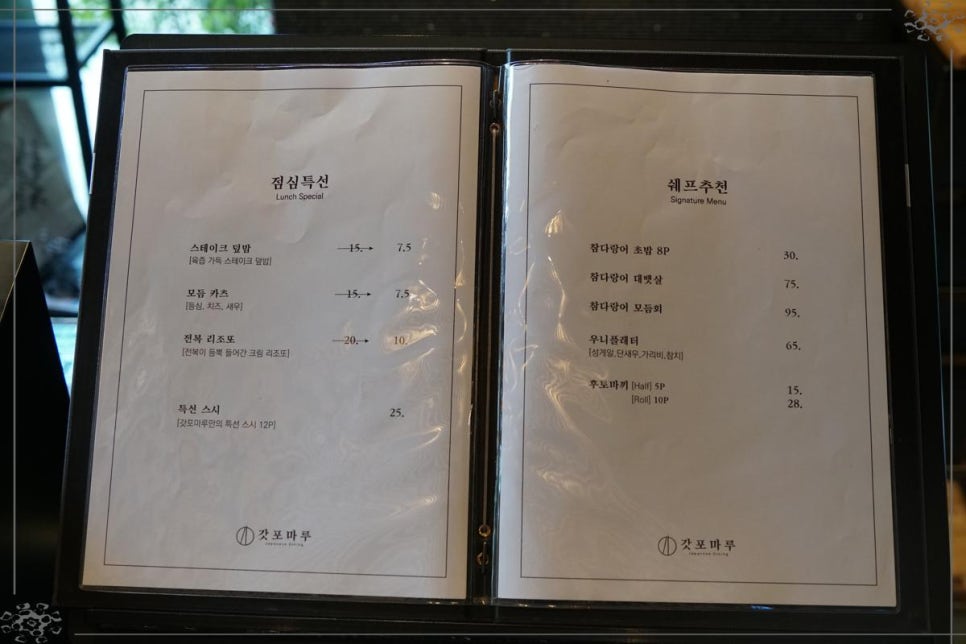 점심특선
Lunch Special
스테이크 덮밥 15. 7.5
[육즙 가득 스테이크 덮밥]
모듬 카츠 15. 7.5
[등심, 치즈, 새우]
전복 리조또 20. 10.
[전복이 듬뿍 들어간 크림 리조또]
특선 스시 25.
[갓포마루만의 특선 스시 12P]
갓포마루
Japanese dining
쉐프추천
Signature Menu
참다랑어 초밥 8P 30.
참다랑어 대뱃살 75.
참다랑어 모듬회 95.
우니플래터 65.
[성게알,단새우,가리비,참치]
후토마끼 [Half] 5P 15.
[Roll] 10P 28.
갓포마루
Japanese dining